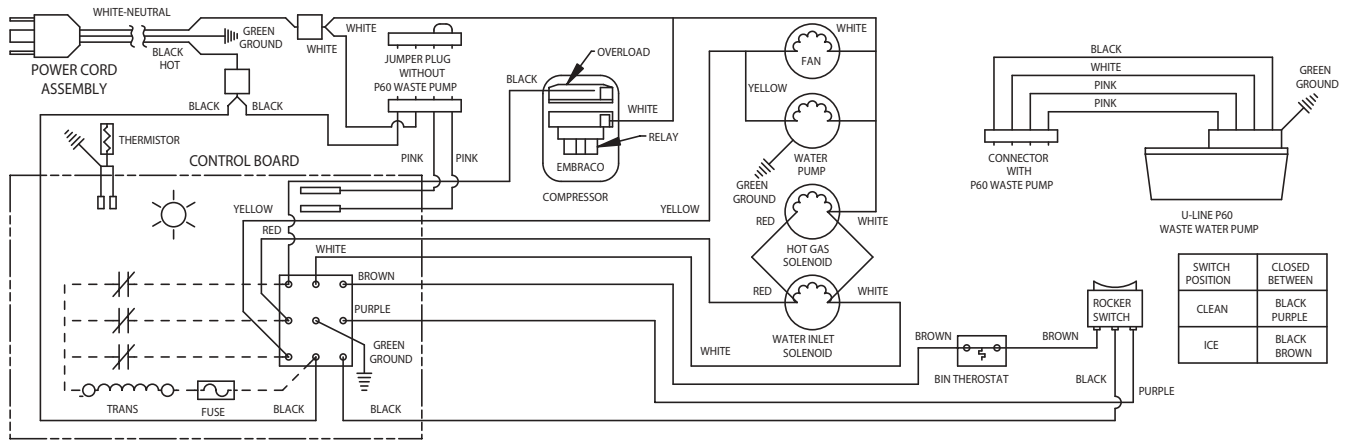 WHITE-NEUTRAL
GREEN
GROUND
BLACK
HOT
POWER CORD
ASSEMBLY
BLACK
BLACK
WHITE
WHITE
JUMPER PLUG
WITHOUT
P60 WASTE PUMP
PINK
PINK
THERMISTOR
CONTROL BOARD
BLACK
OVERLOAD
WHITE
RELAY
EMBRACO
COMPRESSOR
WHITE
FAN
YELLOW
WATER
PUMP
GREEN
GROUND
RED
WHITE
HOT GAS
SOLENOID
RED
WHITE
WATER INLET
SOLENOID
YELLOW
YELLOW
RED
WHITE
BROWN
PURPLE
GREEN
GROUND
WHITE
TRANS
FUSE
BLACK
BLACK
BLACK
WHITE
PINK
PINK
GREEN
GROUND
CONNECTOR
WITH
P60 WASTE PUMP
U-LINE P60
WASTE WATER PUMP
BROWN
BROWN
BIN THEROSTAT
ROCKER
SWITCH
BLACK
PURPLE
SWITCH
POSITION
CLOSED
BETWEEN
CLEAN
BLACK
PURPLE
ICE
BLACK
BROWN